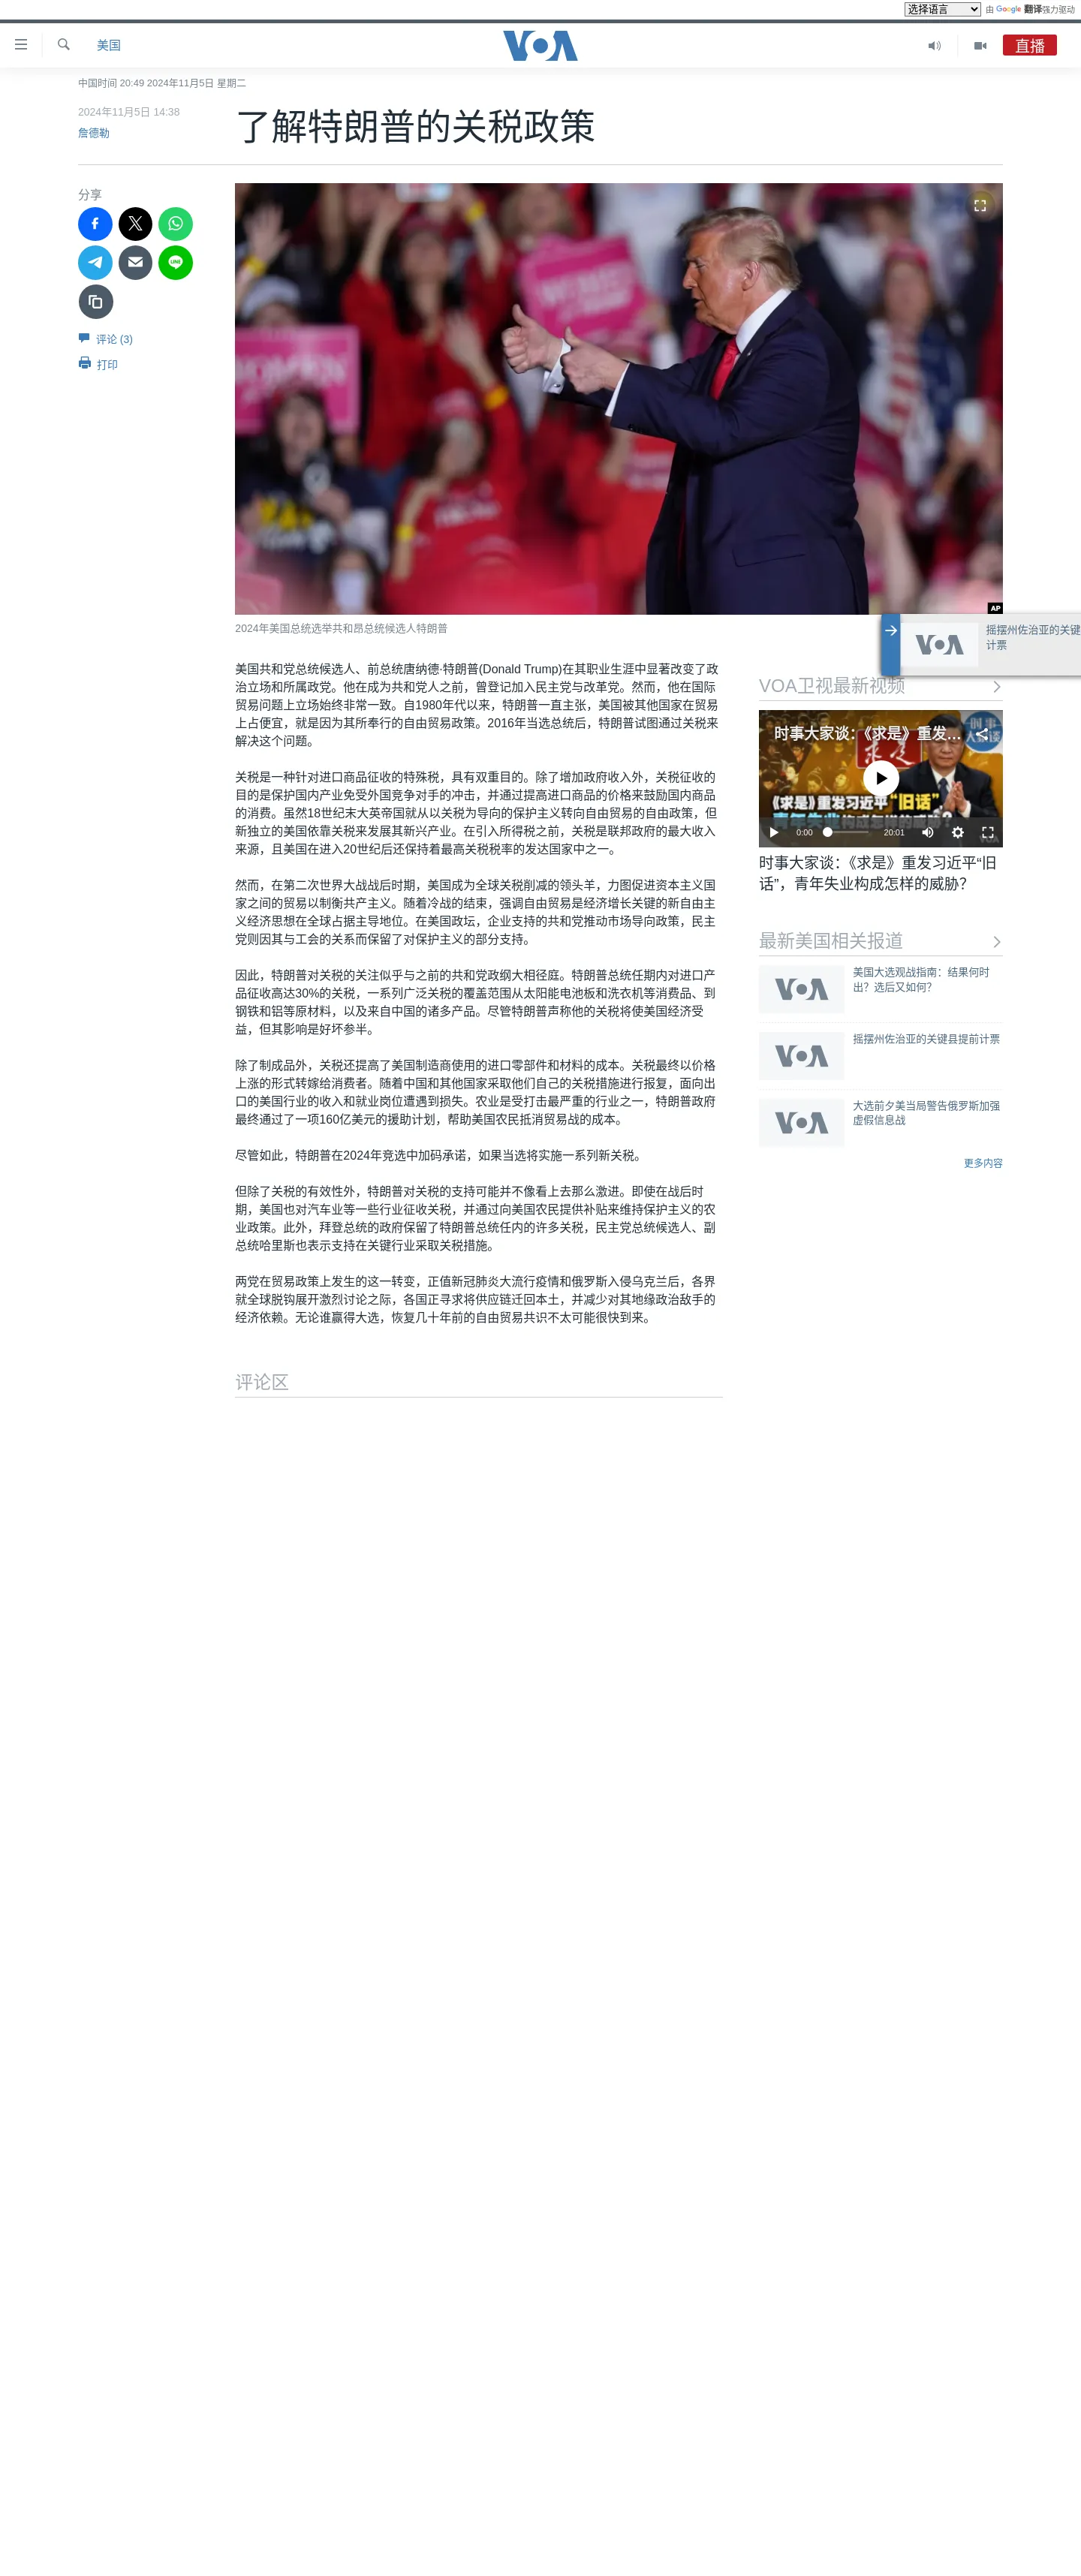 选择语言
由 Google 翻译强力驱动
美国
VOA
直播
中国时间 20:49 2024年11月5日 星期二
2024年11月5日 14:38
詹德勒
了解特朗普的关税政策
分享
LINE
评论 (3)
打印
AP
2024年美国总统选举共和昂总统候选人特朗普
VOA
摇摆州佐治亚的关键
计票
美国共和党总统候选人、前总统唐纳德·特朗普(Donald Trump)在其职业生涯中显著改变了政
治立场和所属政党。他在成为共和党人之前，曾登记加入民主党与改革党。然而，他在国际
贸易问题上立场始终非常一致。自1980年代以来，特朗普一直主张，美国被其他国家在贸易
上占便宜，就是因为其所奉行的自由贸易政策。2016年当选总统后，特朗普试图通过关税来
解决这个问题。
关税是一种针对进口商品征收的特殊税，具有双重目的。除了增加政府收入外，关税征收的
目的是保护国内产业免受外国竞争对手的冲击，并通过提高进口商品的价格来鼓励国内商品
的消费。虽然18世纪末大英帝国就从以关税为导向的保护主义转向自由贸易的自由政策，但
新独立的美国依靠关税来发展其新兴产业。在引入所得税之前，关税是联邦政府的最大收入
来源，且美国在进入20世纪后还保持着最高关税税率的发达国家中之一。
然而，在第二次世界大战战后时期，美国成为全球关税削减的领头羊，力图促进资本主义国
家之间的贸易以制衡共产主义。随着冷战的结束，强调自由贸易是经济增长关键的新自由主
义经济思想在全球占据主导地位。在美国政坛，企业支持的共和党推动市场导向政策，民主
党则因其与工会的关系而保留了对保护主义的部分支持。
因此，特朗普对关税的关注似乎与之前的共和党政纲大相径庭。特朗普总统任期内对进口产
品征收高达30%的关税，一系列广泛关税的覆盖范围从太阳能电池板和洗衣机等消费品、到
钢铁和铝等原材料，以及来自中国的诸多产品。尽管特朗普声称他的关税将使美国经济受
益，但其影响是好坏参半。
除了制成品外，关税还提高了美国制造商使用的进口零部件和材料的成本。关税最终以价格
上涨的形式转嫁给消费者。随着中国和其他国家采取他们自己的关税措施进行报复，面向出
口的美国行业的收入和就业岗位遭遇到损失。农业是受打击最严重的行业之一，特朗普政府
最终通过了一项160亿美元的援助计划，帮助美国农民抵消贸易战的成本。
尽管如此，特朗普在2024年竞选中加码承诺，如果当选将实施一系列新关税。
但除了关税的有效性外，特朗普对关税的支持可能并不像看上去那么激进。即使在战后时
期，美国也对汽车业等一些行业征收关税，并通过向美国农民提供补贴来维持保护主义的农
业政策。此外，拜登总统的政府保留了特朗普总统任内的许多关税，民主党总统候选人、副
总统哈里斯也表示支持在关键行业采取关税措施。
两党在贸易政策上发生的这一转变，正值新冠肺炎大流行疫情和俄罗斯入侵乌克兰后，各界
就全球脱钩展开激烈讨论之际，各国正寻求将供应链迁回本土，并减少对其地缘政治敌手的
经济依赖。无论谁赢得大选，恢复几十年前的自由贸易共识不太可能很快到来。
评论区
VOA卫视最新视频
时事大家谈：《求是》重发...
《求是》重发习近平“旧话”
0:00
20:01
时事大家谈：《求是》重发习近平“旧
话”，青年失业构成怎样的威胁？
最新美国相关报道
VOA
美国大选观战指南：结果何时
出？选后又如何？
VOA
摇摆州佐治亚的关键县提前计票
VOA
大选前夕美当局警告俄罗斯加强
虚假信息战
更多内容